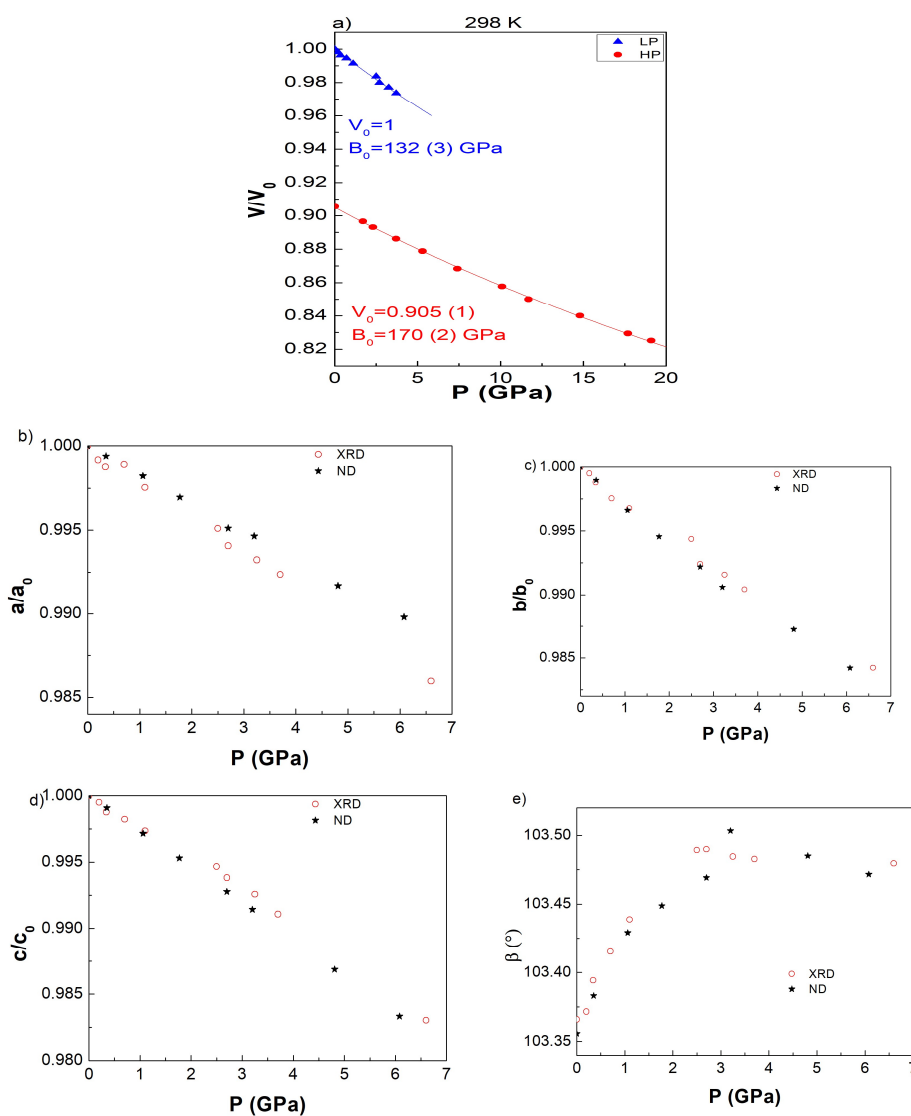 a)
298 K
LP
HP
1.00
0.98
0.96
0.94
0.92
0.90
0.88
0.86
0.84
0.82
V/V0
Vo=1
Bo=132 (3) GPa
Vo=0.905 (1)
Bo=170 (2) GPa
0 5 10 15 20
P (GPa)
b)
XRD
ND
1.000
0.995
0.990
0.985
a/a0
0 1 2 3 4 5 6 7
P (GPa)
c)
XRD
ND
1.000
0.995
0.990
0.985
b/b0
0 1 2 3 4 5 6 7
P (GPa)
d)
XRD
ND
1.000
0.995
0.990
0.985
0.980
c/c0
0 1 2 3 4 5 6 7
P (GPa)
e)
103.50
103.45
103.40
103.35
β (°)
XRD
ND
0 1 2 3 4 5 6 7
P (GPa)